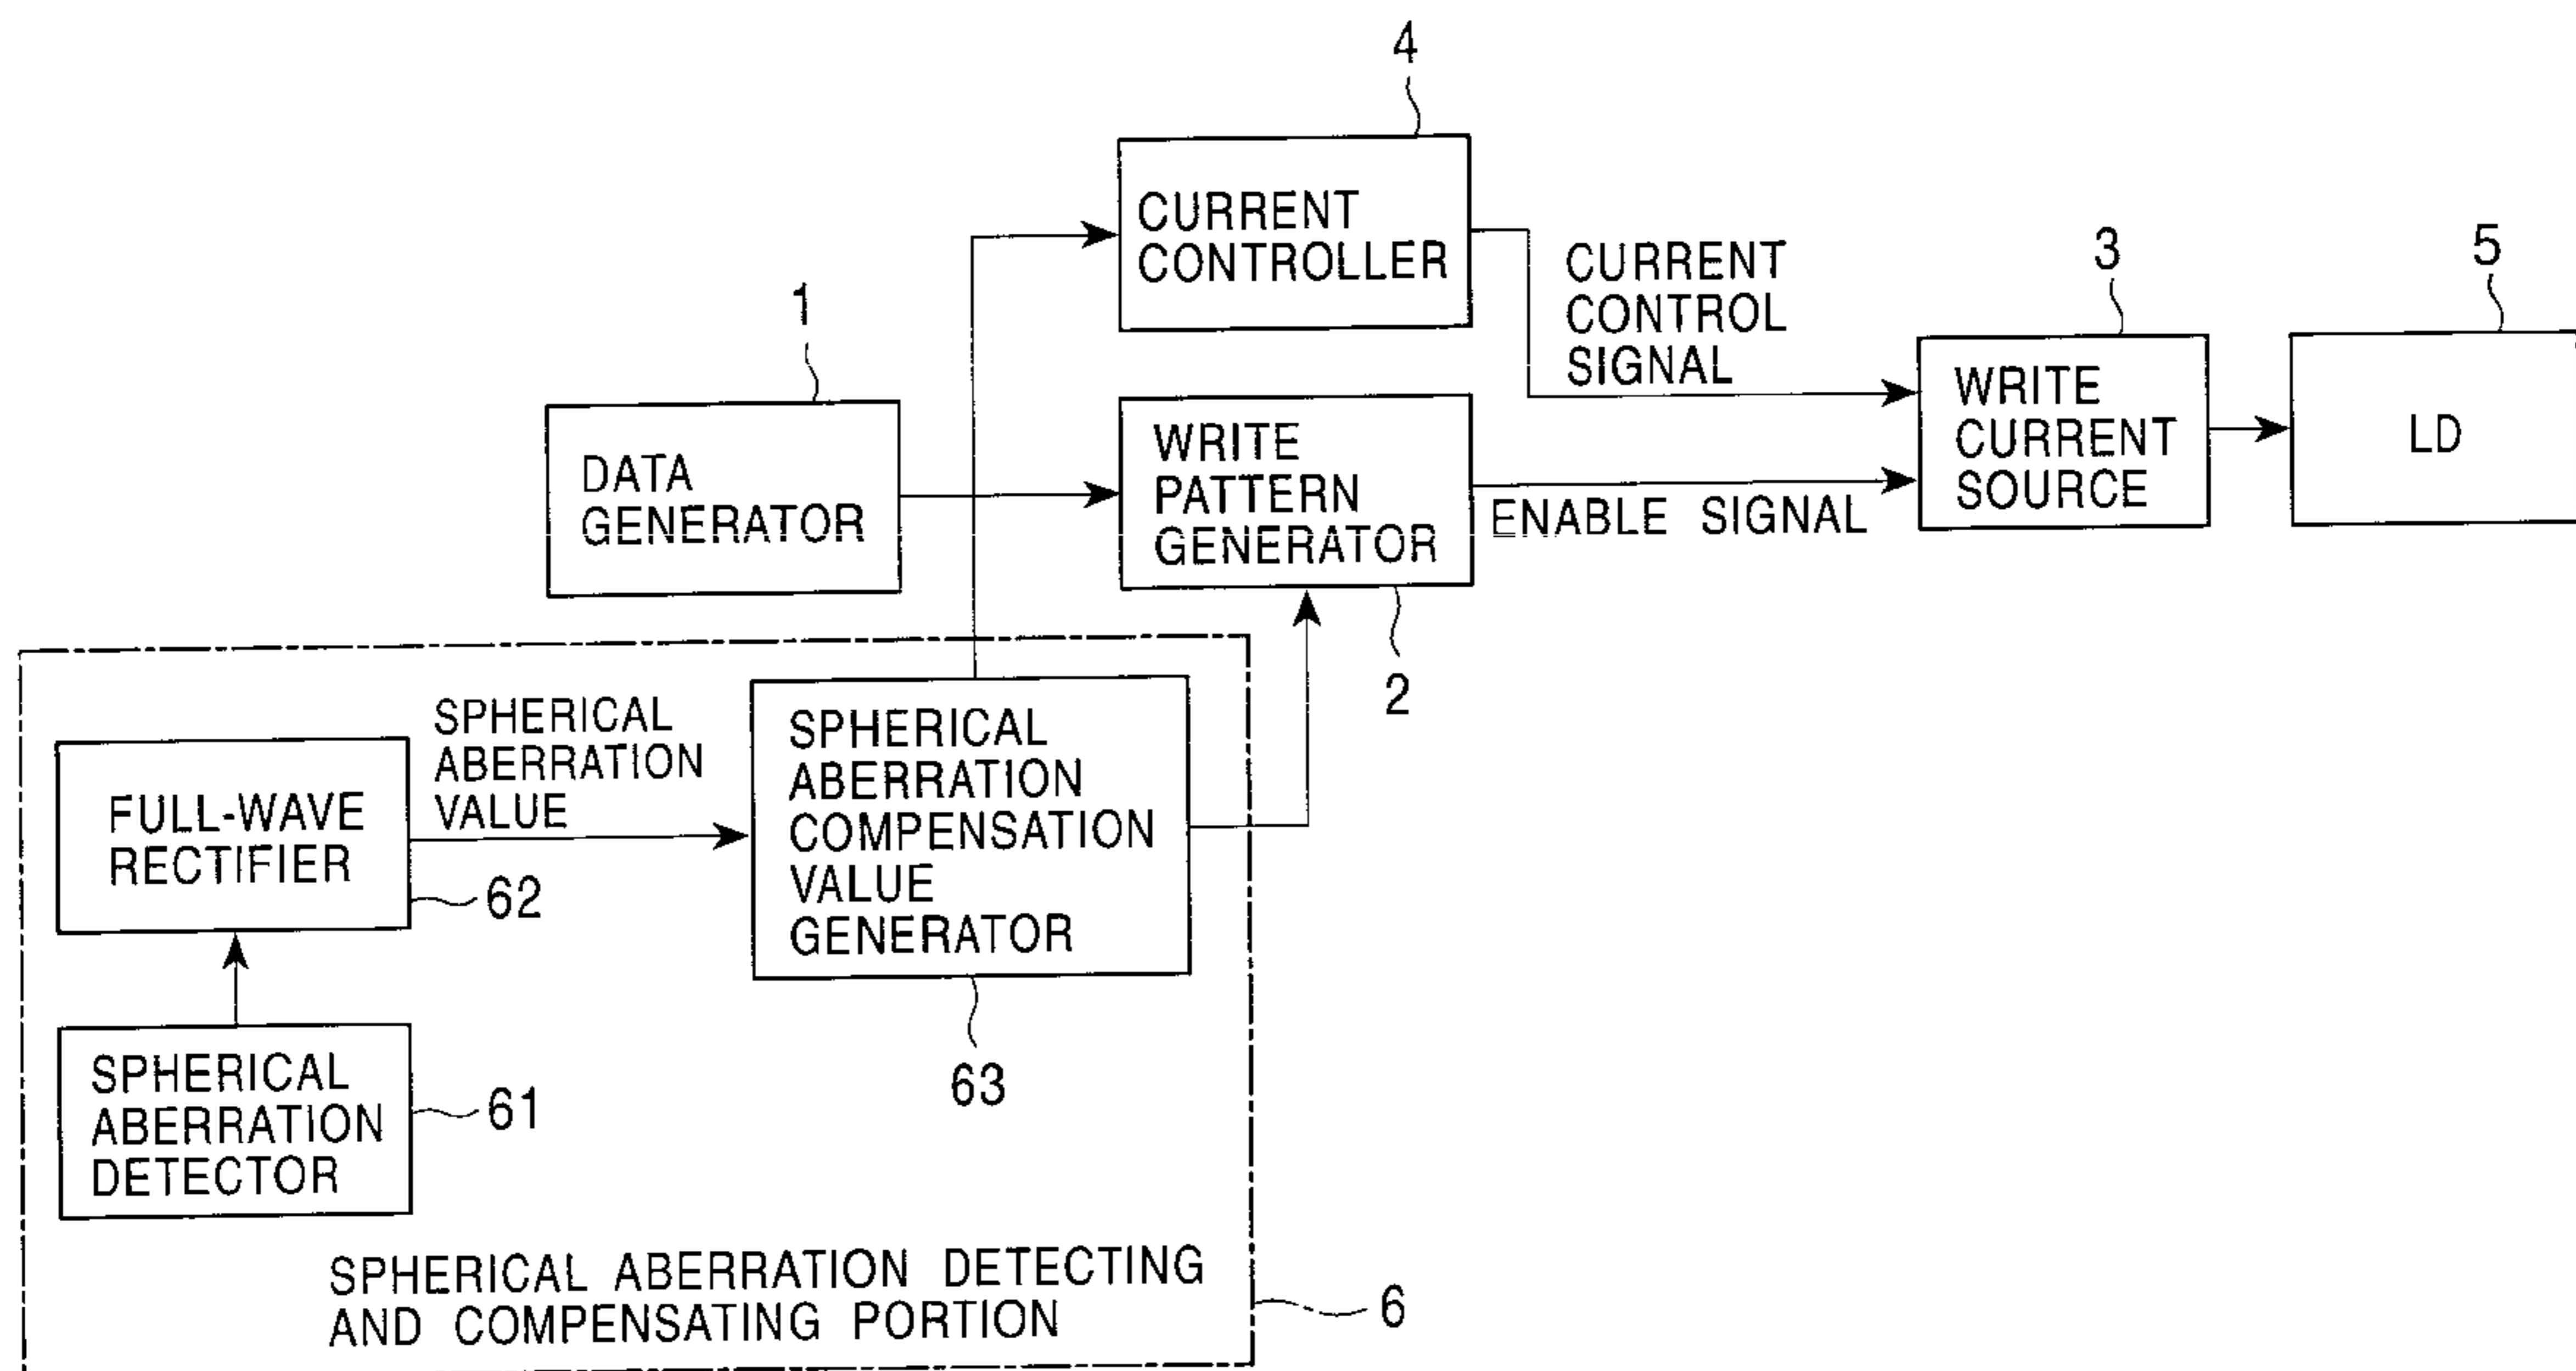 4
CURRENT
CONTROLLER
CURRENT
CONTROL
SIGNAL
3
5
1
WRITE
CURRENT
SOURCE
LD
DATA
GENERATOR
WRITE
PATTERN
GENERATOR
ENABLE SIGNAL
2
SPHERICAL
ABERRATION
VALUE
SPHERICAL
ABERRATION
COMPENSATION
VALUE
GENERATOR
FULL-WAVE
RECTIFIER
62
63
SPHERICAL
ABERRATION
DETECTOR
61
SPHERICAL ABERRATION DETECTING
AND COMPENSATING PORTION
6